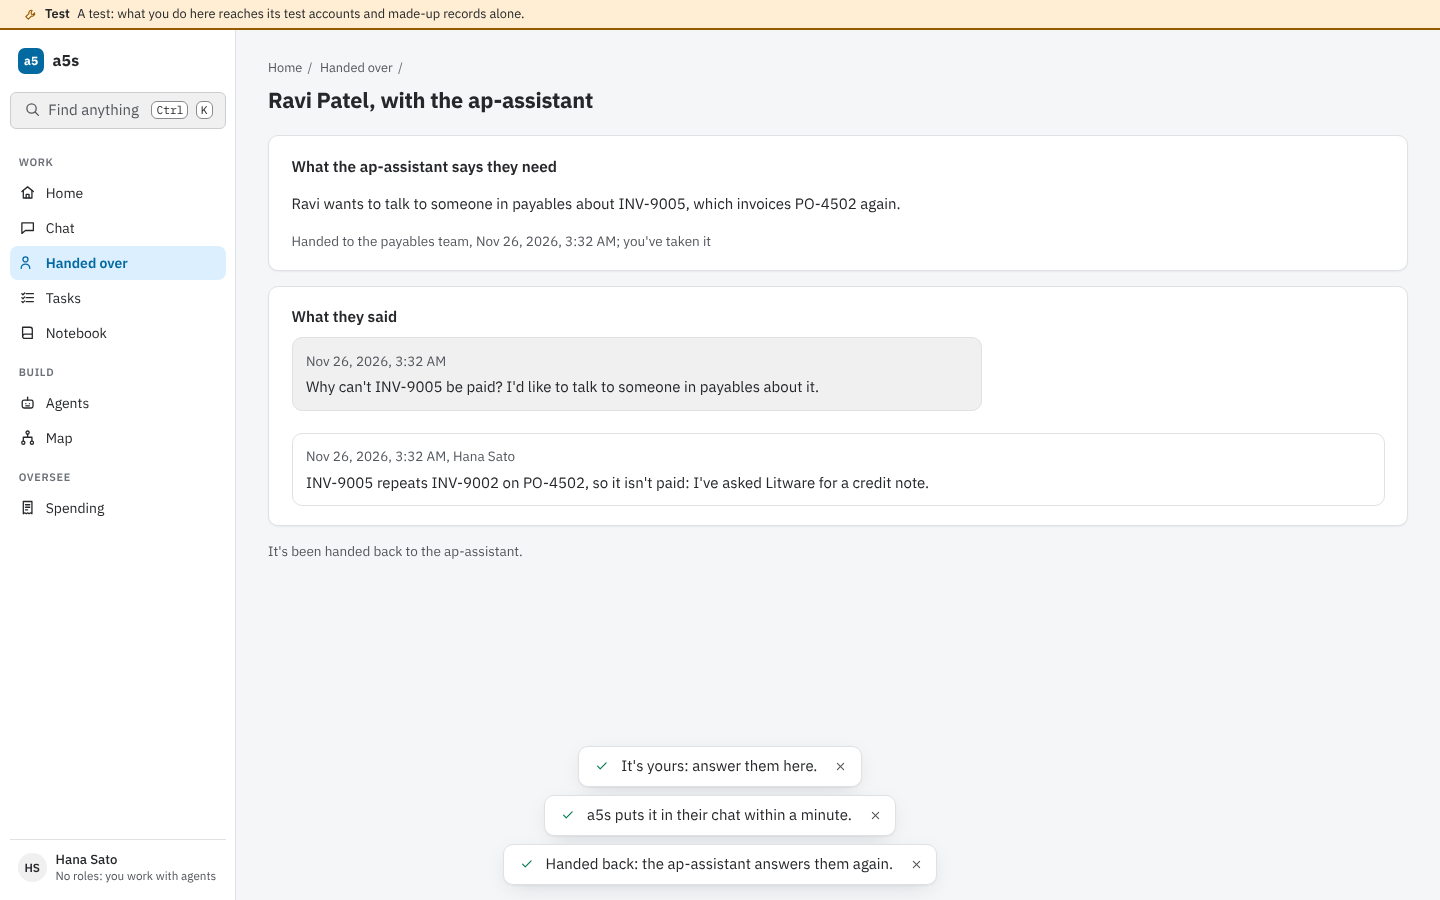 Test A test: what you do here reaches its test accounts and made-up records alone.
a5 a5s
Find anything Ctrl K
WORK
Home
Chat
Handed over
Tasks
Notebook
BUILD
Agents
Map
OVERSEE
Spending
HS
Hana Sato
No roles: you work with agents
Home / Handed over /
Ravi Patel, with the ap-assistant
What the ap-assistant says they need
Ravi wants to talk to someone in payables about INV-9005, which invoices PO-4502 again.
Handed to the payables team, Nov 26, 2026, 3:32 AM; you've taken it
What they said
Nov 26, 2026, 3:32 AM
Why can't INV-9005 be paid? I'd like to talk to someone in payables about it.
Nov 26, 2026, 3:32 AM, Hana Sato
INV-9005 repeats INV-9002 on PO-4502, so it isn't paid: I've asked Litware for a credit note.
It's been handed back to the ap-assistant.
It's yours: answer them here.
a5s puts it in their chat within a minute.
Handed back: the ap-assistant answers them again.